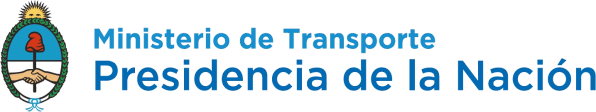 Ministerio de Transporte
Presidencia de la Nación